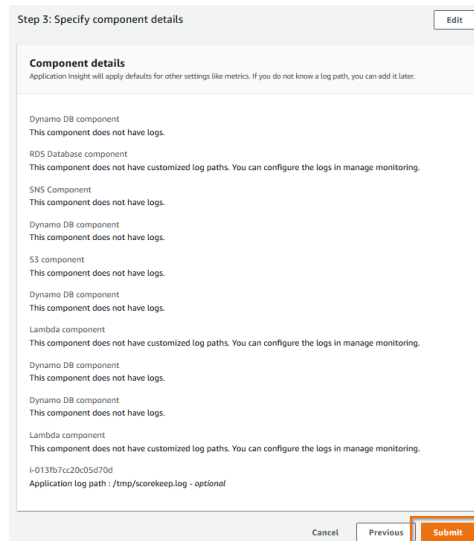 Step 3: Specify component details
Edit
Component details
Application Insight will apply defaults for other settings like metrics. If you do not know a log path, you can add it later.
Dynamo DB component
This component does not have logs.
RDS Database component
This component does not have customized log paths. You can configure the logs in manage monitoring.
SNS Component
This component does not have logs.
Dynamo DB component
This component does not have logs.
S3 component
This component does not have logs.
Dynamo DB component
This component does not have logs.
Lambda component
This component does not have customized log paths. You can configure the logs in manage monitoring.
Dynamo DB component
This component does not have logs.
Dynamo DB component
This component does not have logs.
Lambda component
This component does not have customized log paths. You can configure the logs in manage monitoring.
i-013fb7cc20c05d70d
Application log path : /tmp/scorekeep.log - optional
Cancel
Previous
Submit